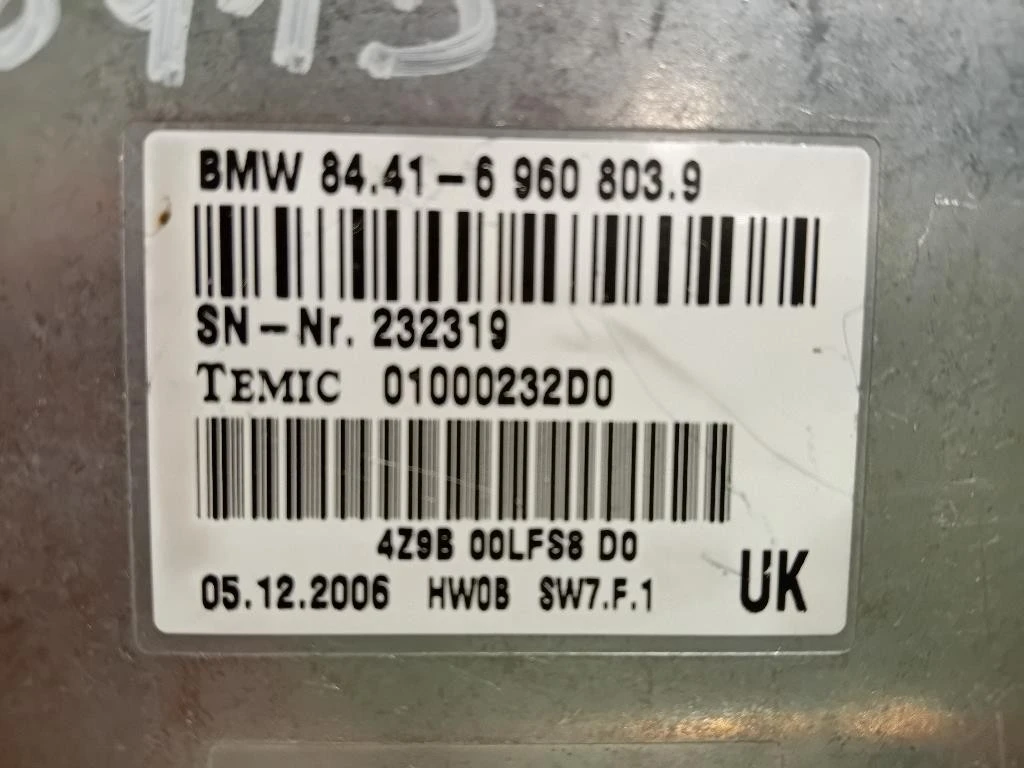 BMW 84.41-6 960 803.9
SN-Nr. 232319
TEMIC 01000232D0
4Z9B 00LFS8 D0
05.12.2006 HW0B SW7.F.1 UK